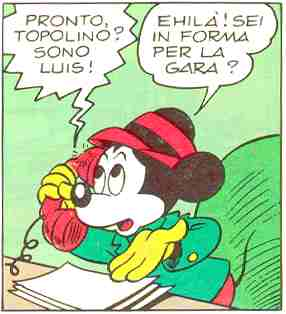 PRONTO,
TOPOLINO?
SONO
LUIS!
EHILÀ! SEI
IN FORMA
PER LA
GARA?